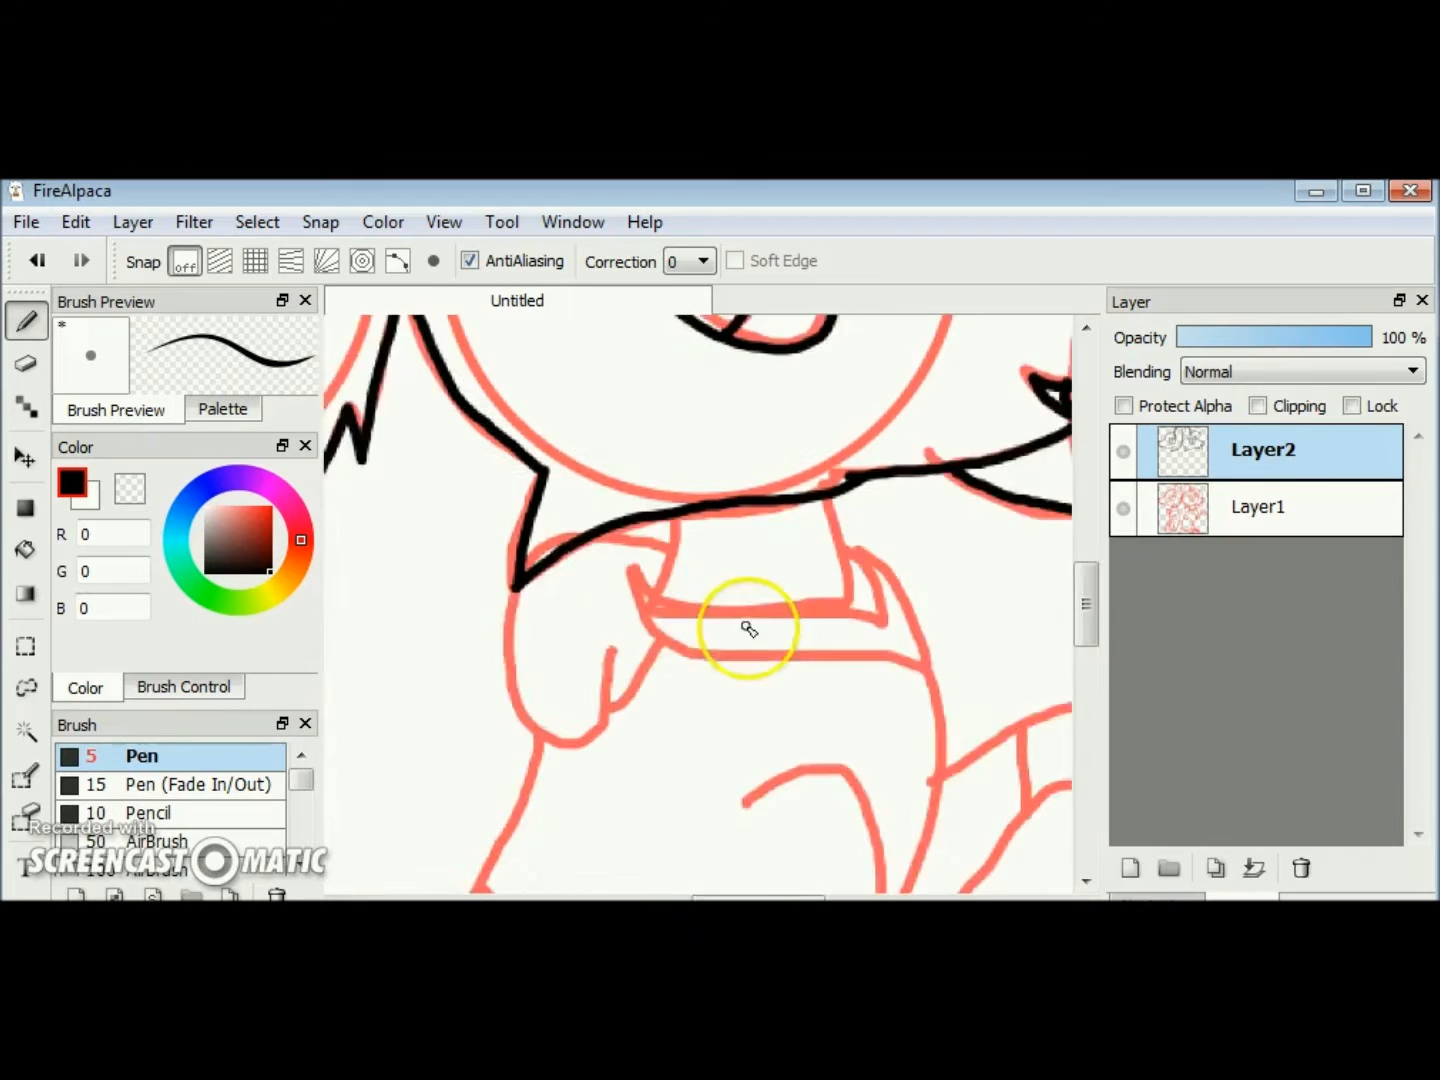 FireAlpaca
File Edit Layer Filter Select Snap Color View Tool Window Help
Snap off AntiAliasing Correction 0 Soft Edge
Brush Preview
Untitled
Layer
*
Opacity 100 %
Blending Normal
Brush Preview Palette
Protect Alpha Clipping Lock
Color
Layer2
R 0
Layer1
G 0
B 0
Color Brush Control
Brush
5 Pen
15 Pen (Fade In/Out)
10 Pencil
Recorded with
50 AirBrush
SCREENCAST MATIC
T